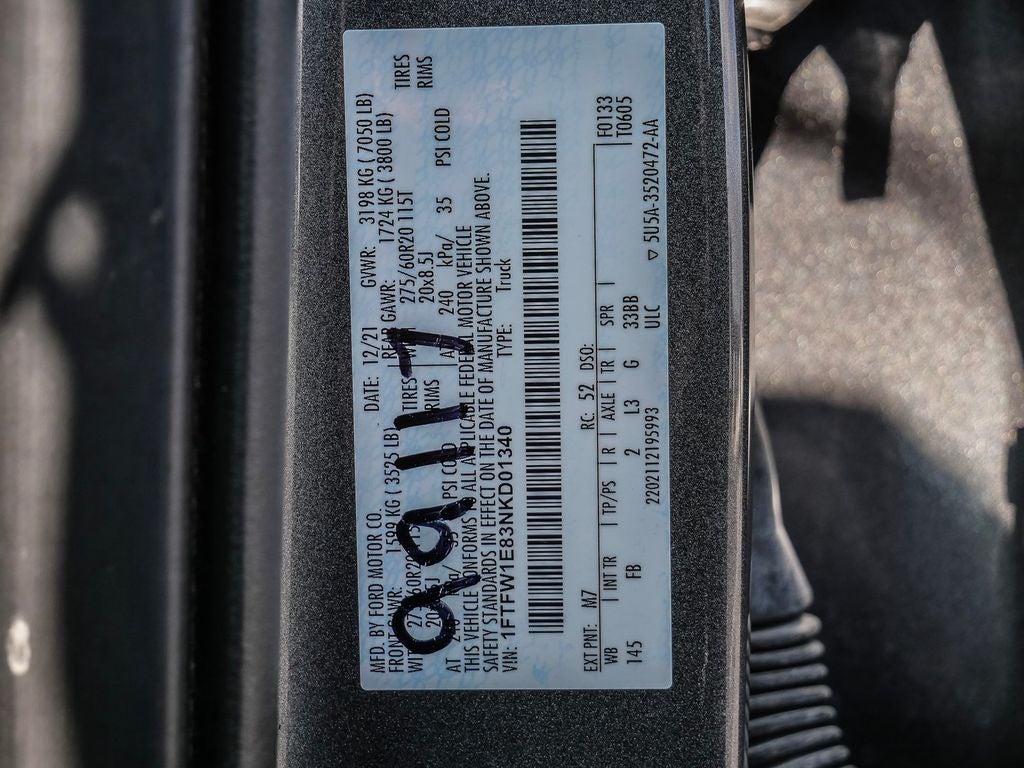 MFD. BY FORD MOTOR CO. DATE: 12/21 GVWR: 3198 KG ( 7050 LB)
FRONT GAWR: 1599 KG ( 3525 LB) REAR GAWR: 1724 KG ( 3800 LB)
TIRES 275/60R20 115T TIRES
20x8.5J RIMS
AT PSI COLD 240 kPa/ 35 PSI COLD
THIS VEHICLE CONFORMS ALL APPLICABLE FEDERAL MOTOR VEHICLE
SAFETY STANDARDS IN EFFECT ON THE DATE OF MANUFACTURE SHOWN ABOVE.
VIN: 1FTFW1E83NKD01340 TYPE: Truck
EXT PNT: M7 RC: 52 DSO: F0133
WB INT TR TP/PS R AXLE TR SPR T0605
145 FB 2 L3 G 33BB
ULC
2202112195993 ▽ 5U5A-3520472-AA